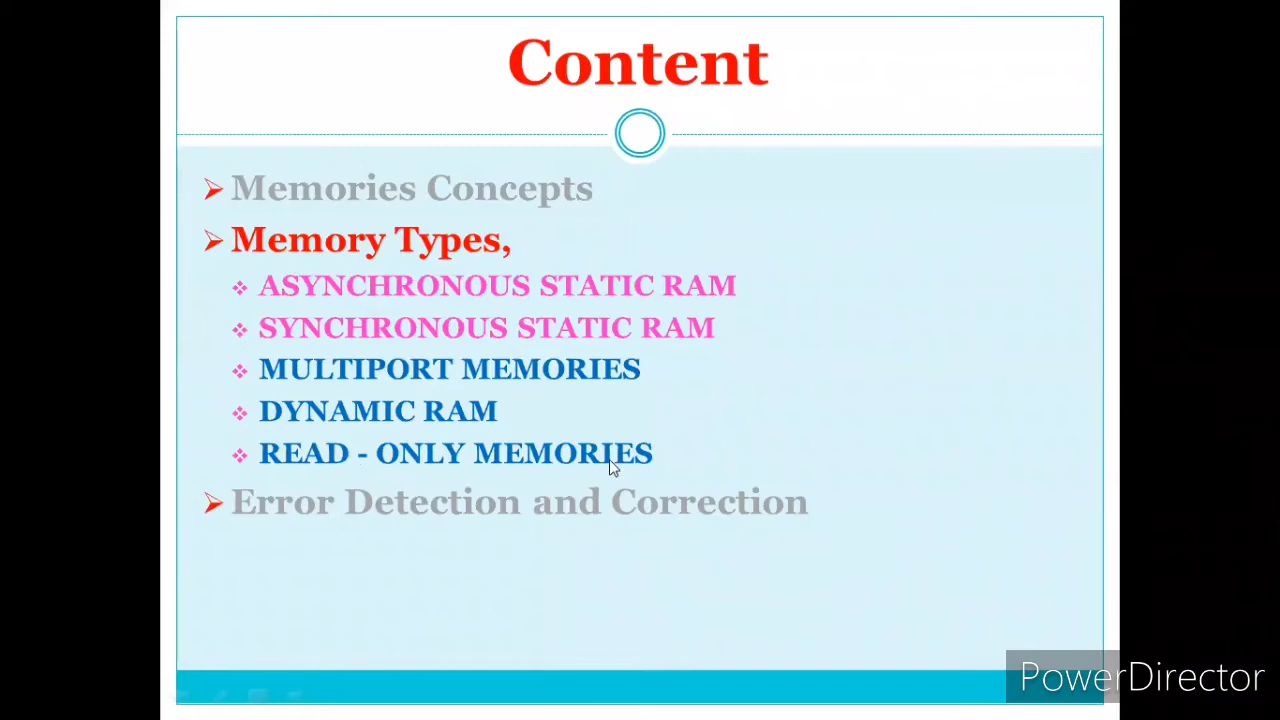 Content
Memories Concepts
Memory Types,
ASYNCHRONOUS STATIC RAM
SYNCHRONOUS STATIC RAM
MULTIPORT MEMORIES
DYNAMIC RAM
READ - ONLY MEMORIES
Error Detection and Correction
PowerDirector